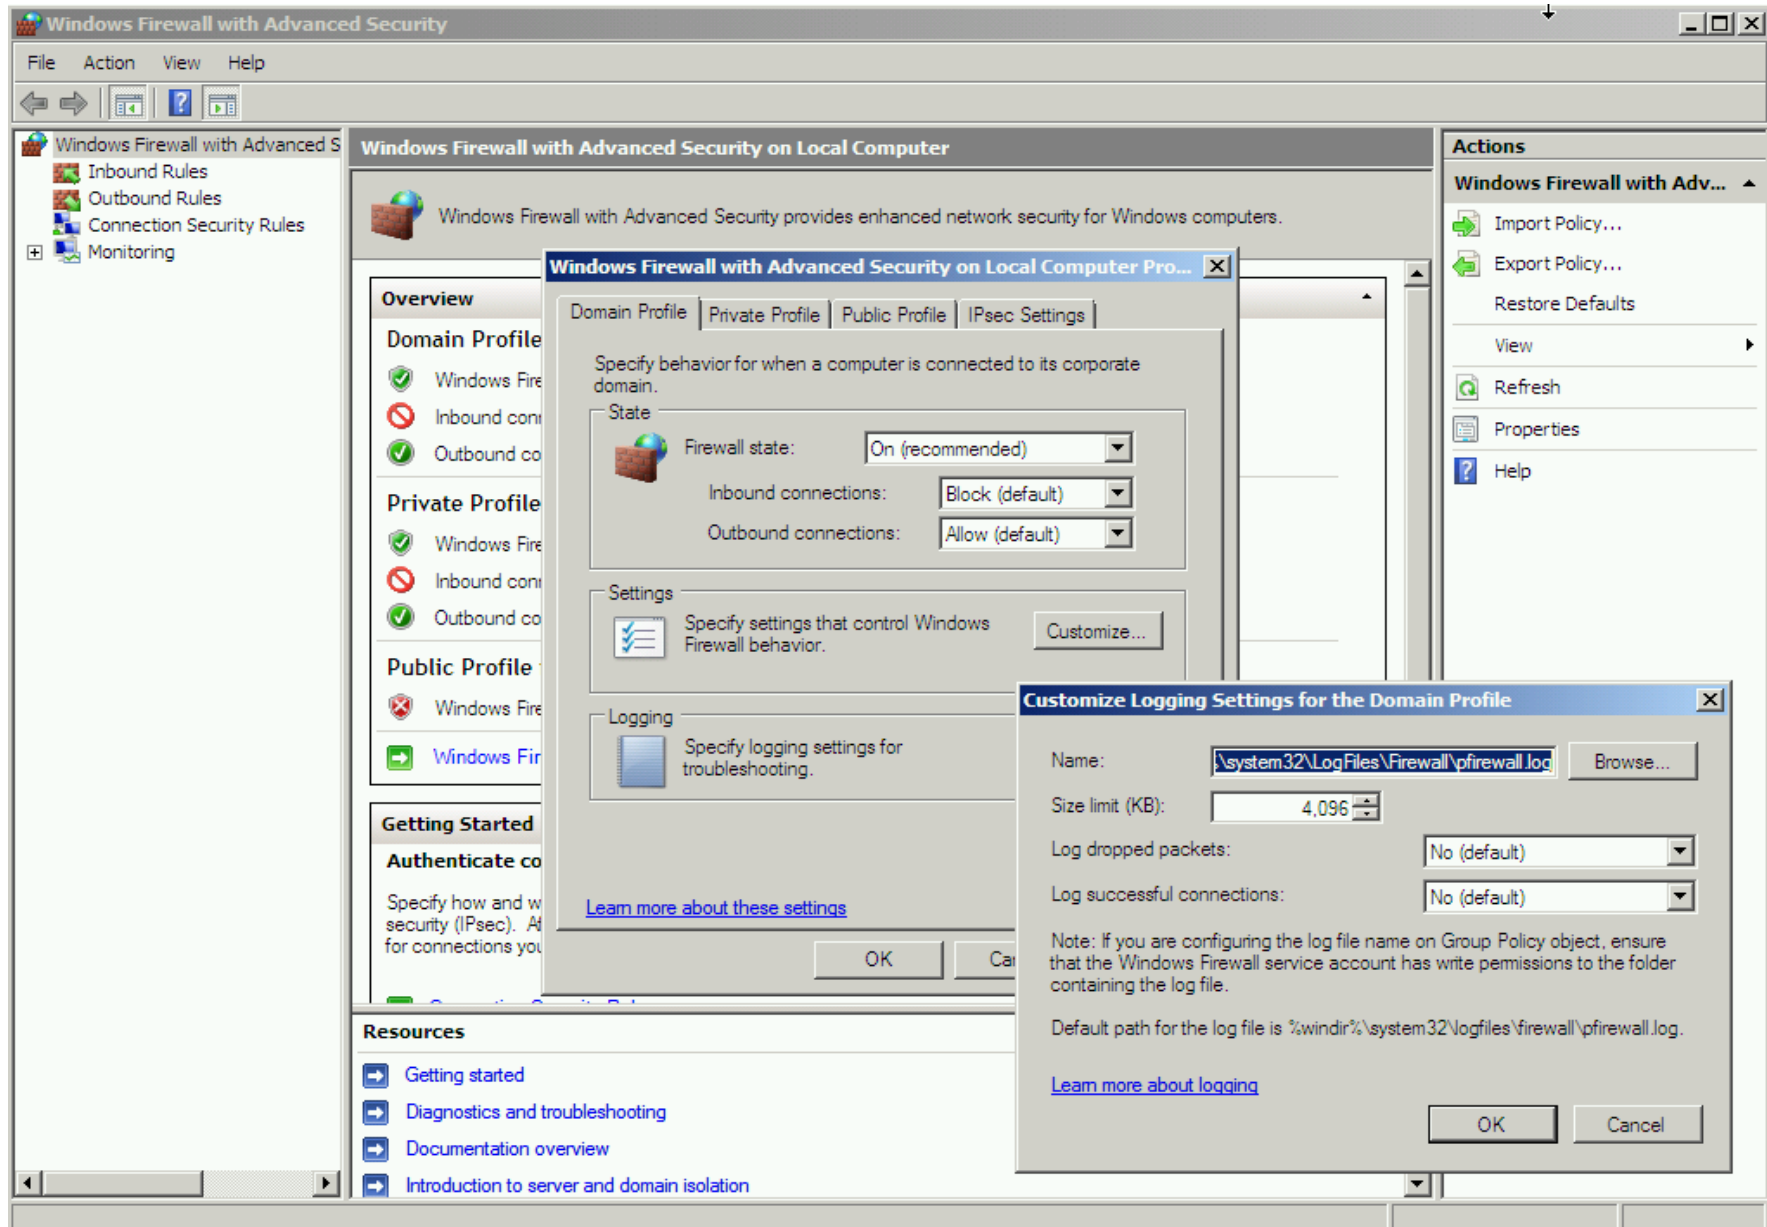 Windows Firewall with Advanced Security
File Action View Help
Windows Firewall with Advanced S
Inbound Rules
Outbound Rules
Connection Security Rules
Monitoring
Windows Firewall with Advanced Security on Local Computer
Windows Firewall with Advanced Security provides enhanced network security for Windows computers.
Overview
Domain Profile
Windows Fire
Inbound conn
Outbound co
Private Profile
Windows Fire
Inbound conn
Outbound co
Public Profile
Windows Fire
Windows Fir
Getting Started
Authenticate co
Specify how and w
security (IPsec). Af
for connections you
Resources
Getting started
Diagnostics and troubleshooting
Documentation overview
Introduction to server and domain isolation
Windows Firewall with Advanced Security on Local Computer Pro...
Domain Profile Private Profile Public Profile IPsec Settings
Specify behavior for when a computer is connected to its corporate
domain.
State
Firewall state: On (recommended)
Inbound connections: Block (default)
Outbound connections: Allow (default)
Settings
Specify settings that control Windows
Firewall behavior.
Customize...
Logging
Specify logging settings for
troubleshooting.
Learn more about these settings
OK Ca
Customize Logging Settings for the Domain Profile
Name: \system32\LogFiles\Firewall\pfirewall.log Browse...
Size limit (KB): 4,096
Log dropped packets: No (default)
Log successful connections: No (default)
Note: If you are configuring the log file name on Group Policy object, ensure
that the Windows Firewall service account has write permissions to the folder
containing the log file.
Default path for the log file is %windir%\system32\logfiles\firewall\pfirewall.log.
Learn more about logging
OK Cancel
Actions
Windows Firewall with Adv...
Import Policy...
Export Policy...
Restore Defaults
View
Refresh
Properties
Help